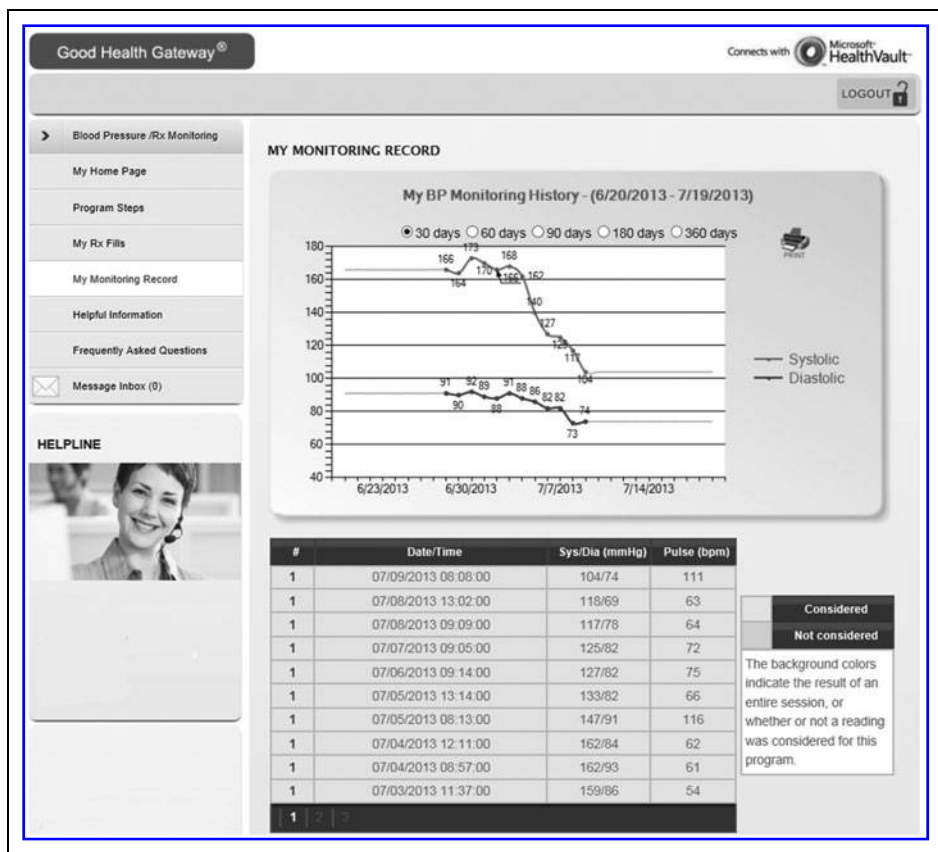 Good Health Gateway®
Connects with Microsoft HealthVault
LOGOUT
Blood Pressure /Rx Monitoring
My Home Page
Program Steps
My Rx Fills
My Monitoring Record
Helpful Information
Frequently Asked Questions
Message Inbox (0)
HELPLINE
MY MONITORING RECORD
My BP Monitoring History - (6/20/2013 - 7/19/2013)
30 days 60 days 90 days 180 days 360 days
PRINT
180
160
140
120
100
80
60
40
166 164 173 170 166 168 162 140 127 125 117 104
91 90 92 89 88 91 88 86 82 82 73 74
6/23/2013 6/30/2013 7/7/2013 7/14/2013
Systolic
Diastolic
# Date/Time Sys/Dia (mmHg) Pulse (bpm)
1 07/09/2013 08:08:00 104/74 111
1 07/08/2013 13:02:00 118/69 63
1 07/08/2013 09:09:00 117/78 64
1 07/07/2013 09:05:00 125/82 72
1 07/06/2013 09:14:00 127/82 75
1 07/05/2013 13:14:00 133/82 66
1 07/05/2013 08:13:00 147/91 116
1 07/04/2013 12:11:00 162/84 62
1 07/04/2013 08:57:00 162/93 61
1 07/03/2013 11:37:00 159/86 54
1 2 3
Considered
Not considered
The background colors
indicate the result of an
entire session, or
whether or not a reading
was considered for this
program.